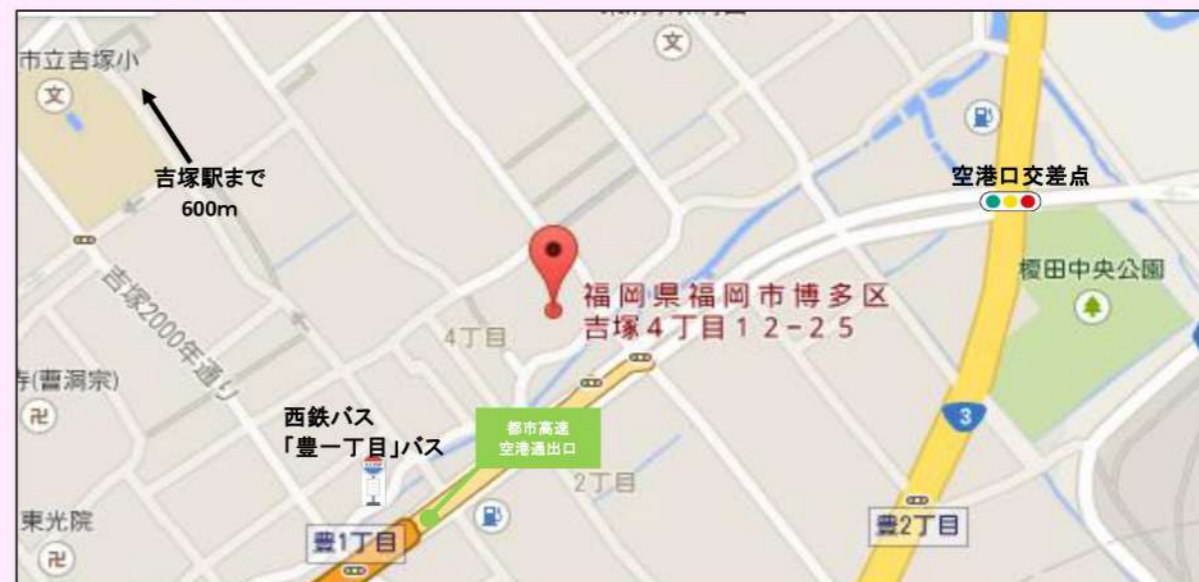 市立吉塚小
文
文
吉塚駅まで
600m
空港口交差点
榎田中央公園
福岡県福岡市博多区
吉塚4丁目12-25
4丁目
吉塚2000年通り
寺(曹洞宗)
卍
西鉄バス
「豊一丁目」バス
都市高速
空港通出口
3
2丁目
東光院
卍
豊1丁目
豊2丁目